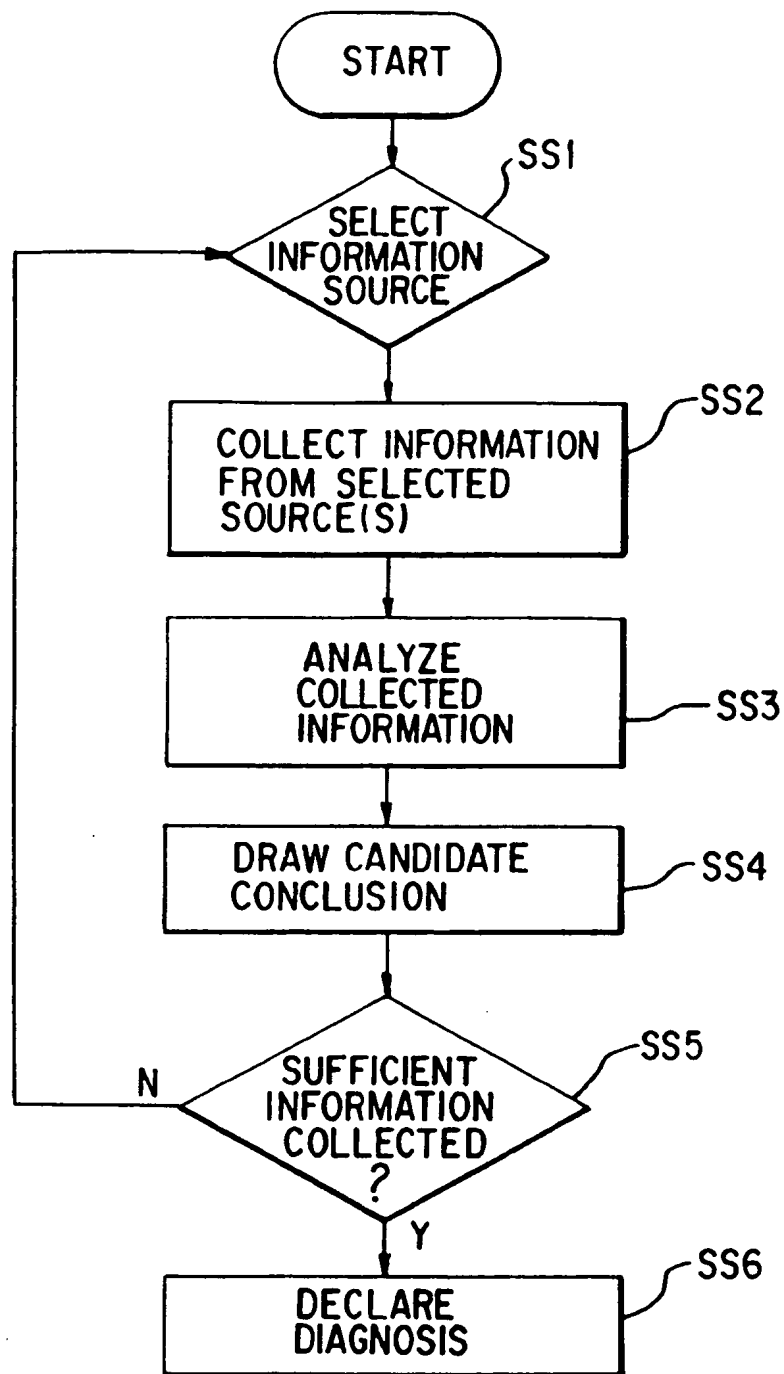 START
SS1
SELECT
INFORMATION
SOURCE
SS2
COLLECT INFORMATION
FROM SELECTED
SOURCE(S)
ANALYZE
COLLECTED
INFORMATION
SS3
DRAW CANDIDATE
CONCLUSION
SS4
SS5
N
SUFFICIENT
INFORMATION
COLLECTED
?
Y
SS6
DECLARE
DIAGNOSIS